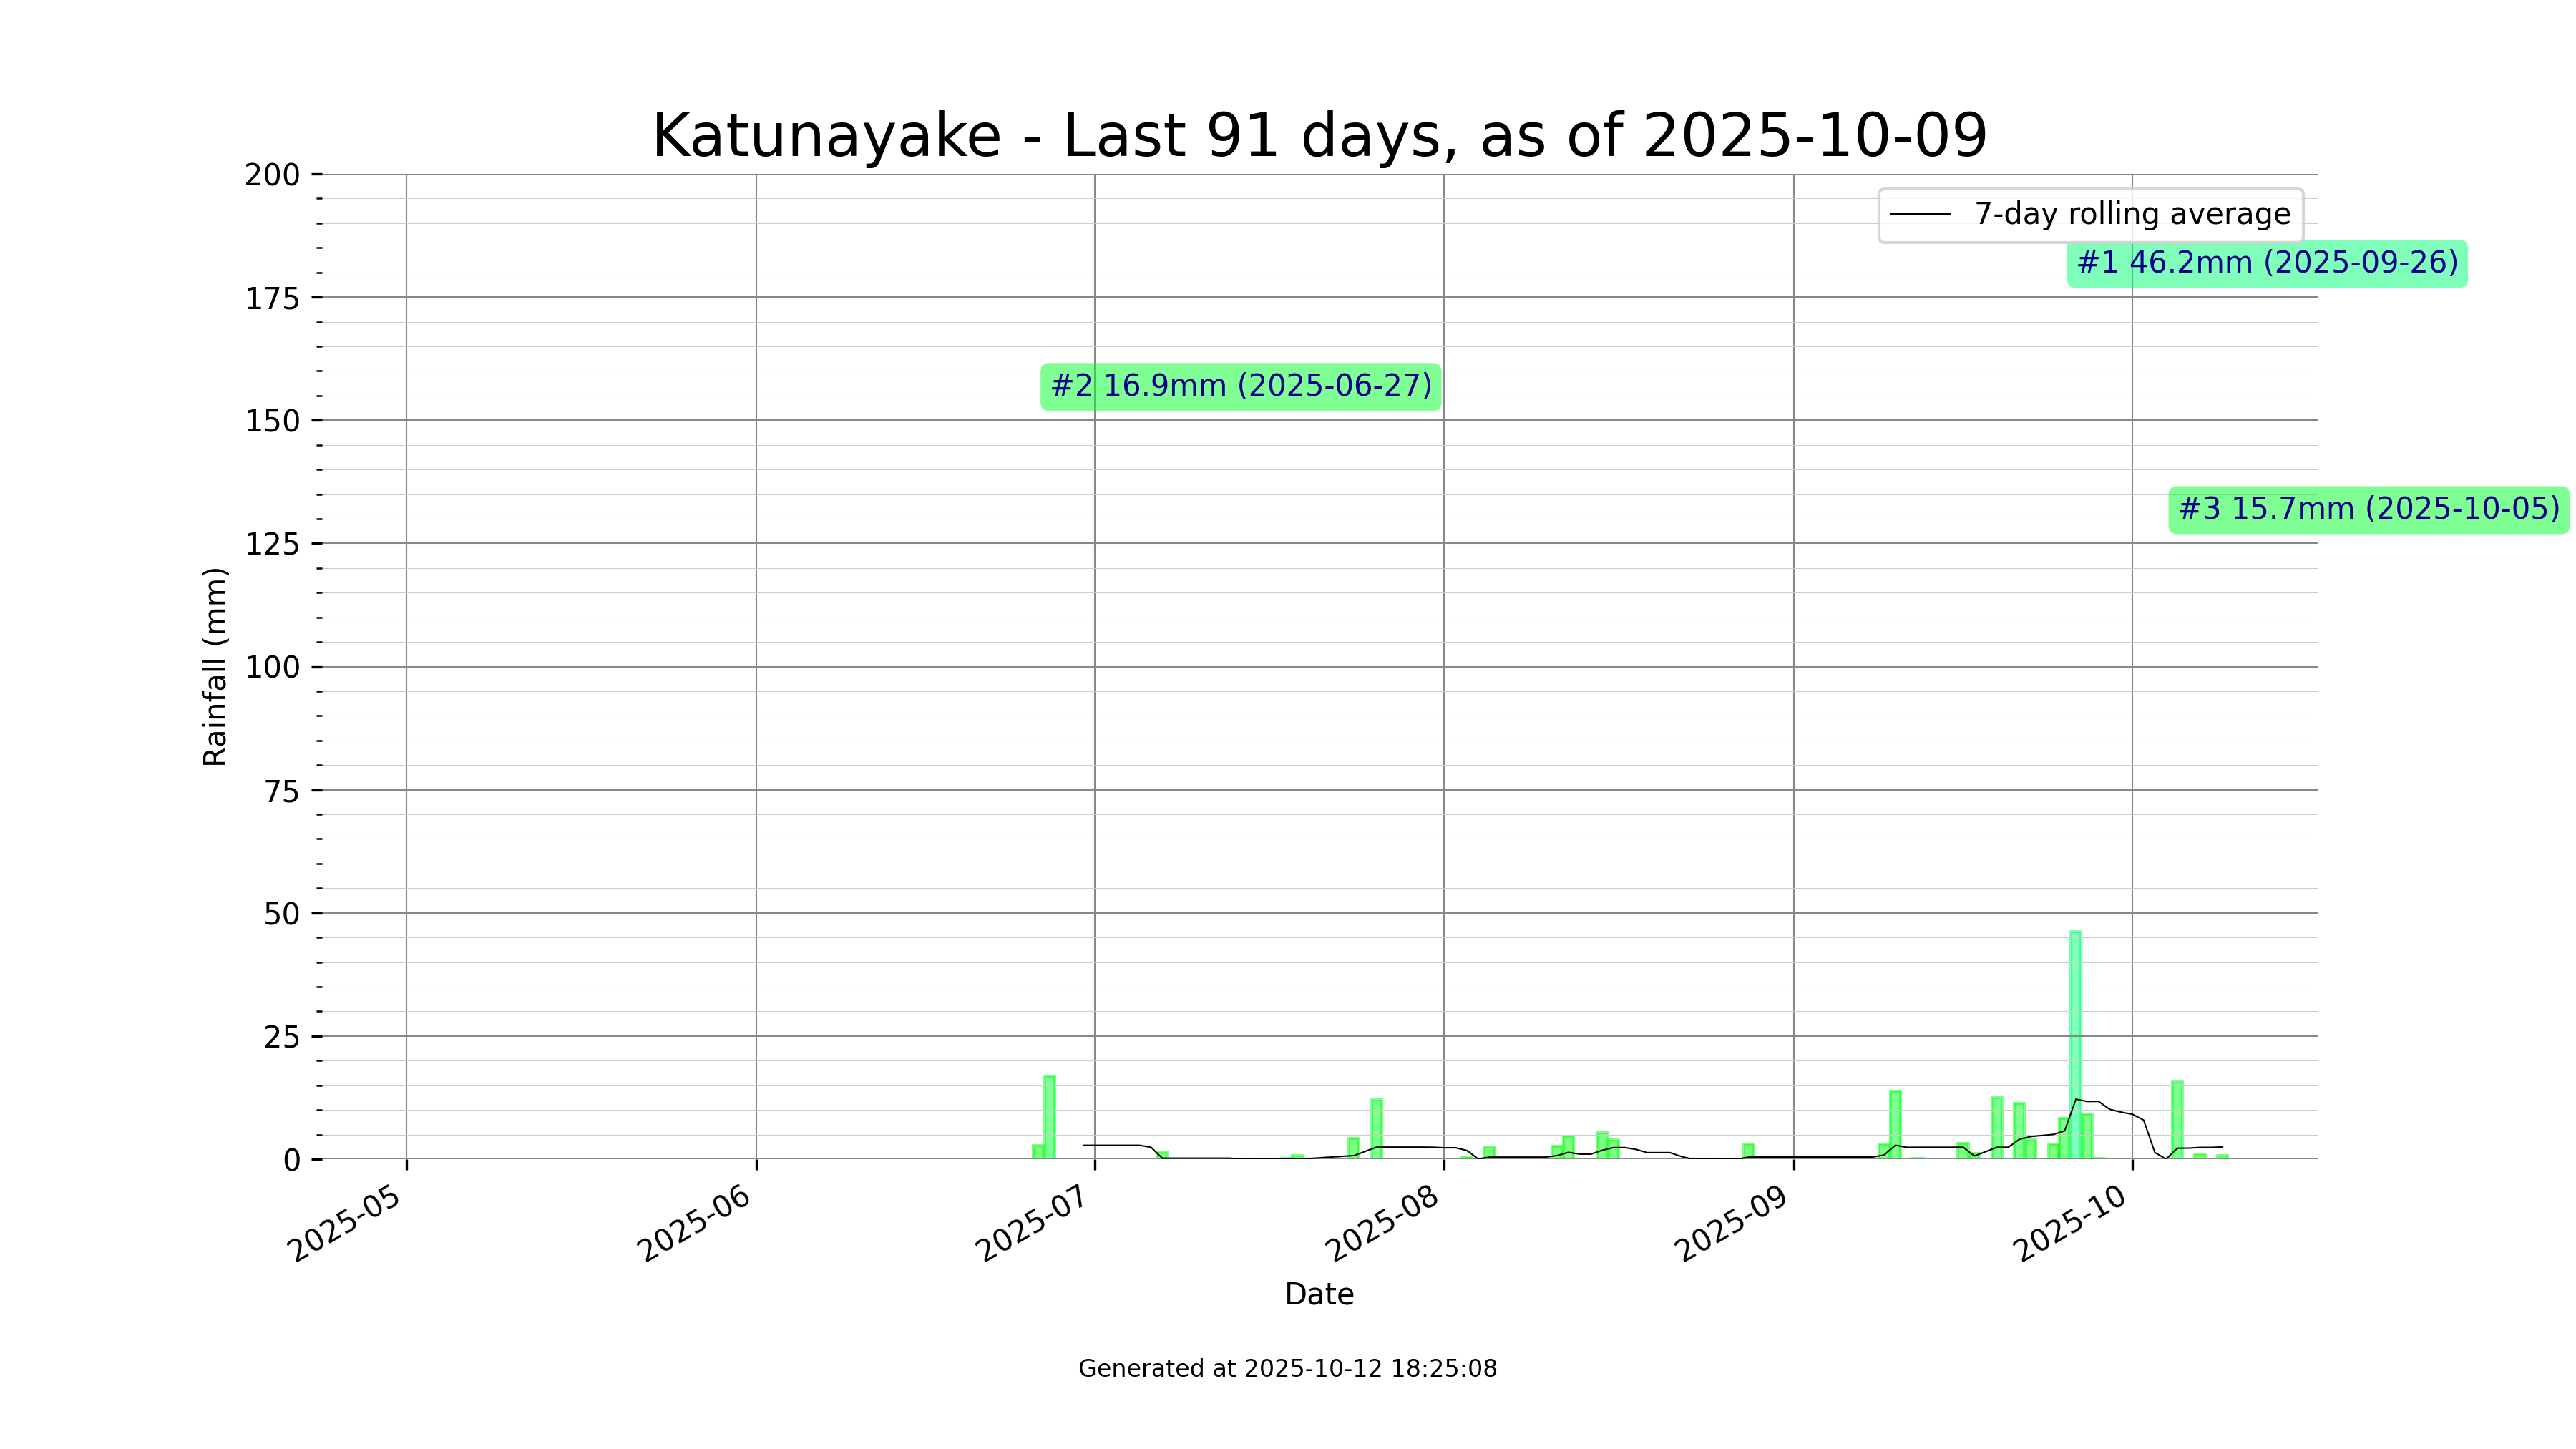 Katunayake - Last 91 days, as of 2025-10-09
7-day rolling average
#1 46.2mm (2025-09-26)
#2 16.9mm (2025-06-27)
#3 15.7mm (2025-10-05)
Rainfall (mm)
200
175
150
125
100
75
50
25
0
2025-05
2025-06
2025-07
2025-08
2025-09
2025-10
Date
Generated at 2025-10-12 18:25:08